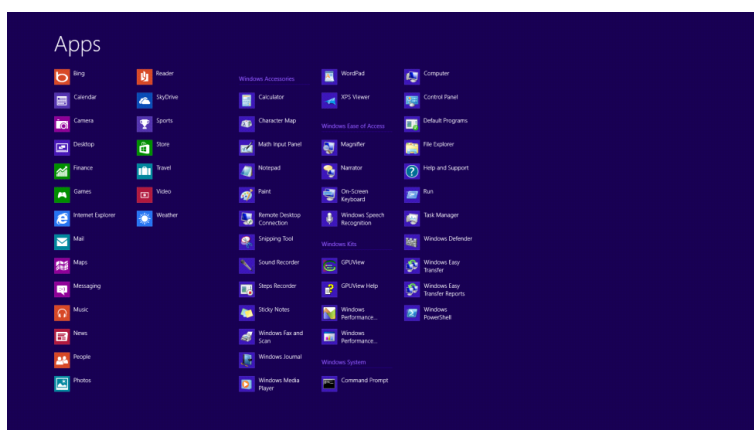 Apps
Bing
Calendar
Camera
Desktop
Finance
Games
Internet Explorer
Mail
Maps
Messaging
Music
News
People
Photos
Reader
SkyDrive
Sports
Store
Travel
Video
Weather
Windows Accessories
Calculator
Character Map
Math Input Panel
Notepad
Paint
Remote Desktop
Connection
Snipping Tool
Sound Recorder
Steps Recorder
Sticky Notes
Windows Fax and
Scan
Windows Journal
Windows Media
Player
WordPad
XPS Viewer
Windows Ease of Access
Magnifier
Narrator
On-Screen
Keyboard
Windows Speech
Recognition
Windows Kits
GPUView
GPUView Help
Windows
Performance...
Windows
Performance...
Windows System
Command Prompt
Computer
Control Panel
Default Programs
File Explorer
Help and Support
Run
Task Manager
Windows Defender
Windows Easy
Transfer
Windows Easy
Transfer Reports
Windows
PowerShell